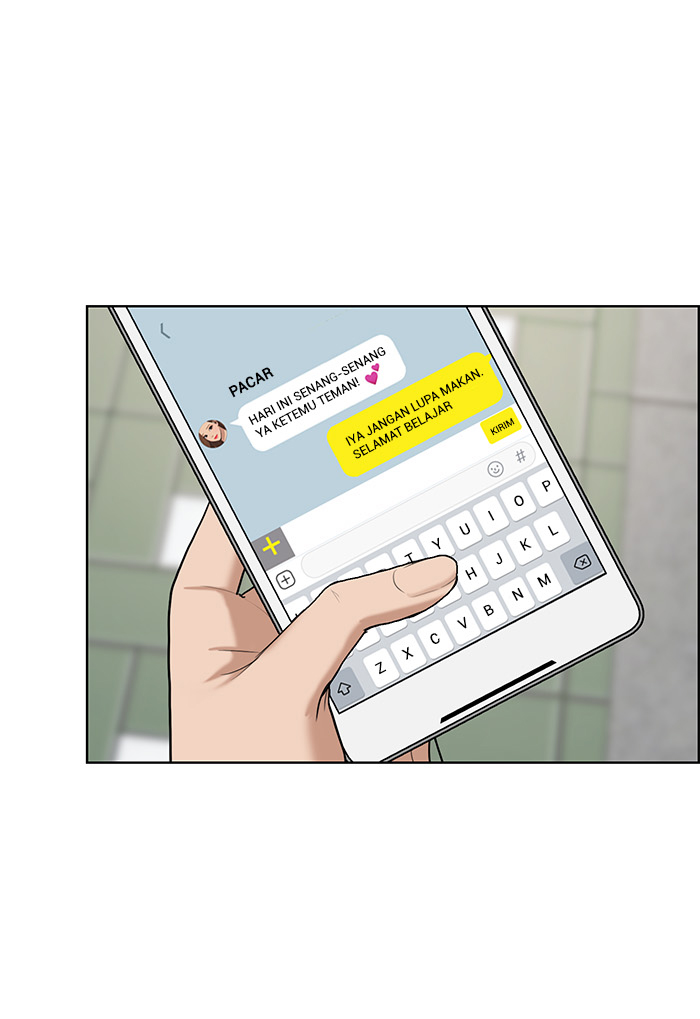 PACAR
HARI INI SENANG-SENANG
YA KETEMU TEMAN! 💕
IYA JANGAN LUPA MAKAN.
SELAMAT BELAJAR
KIRIM
#
T Y U I O P
H J K L
Z X C V B N M